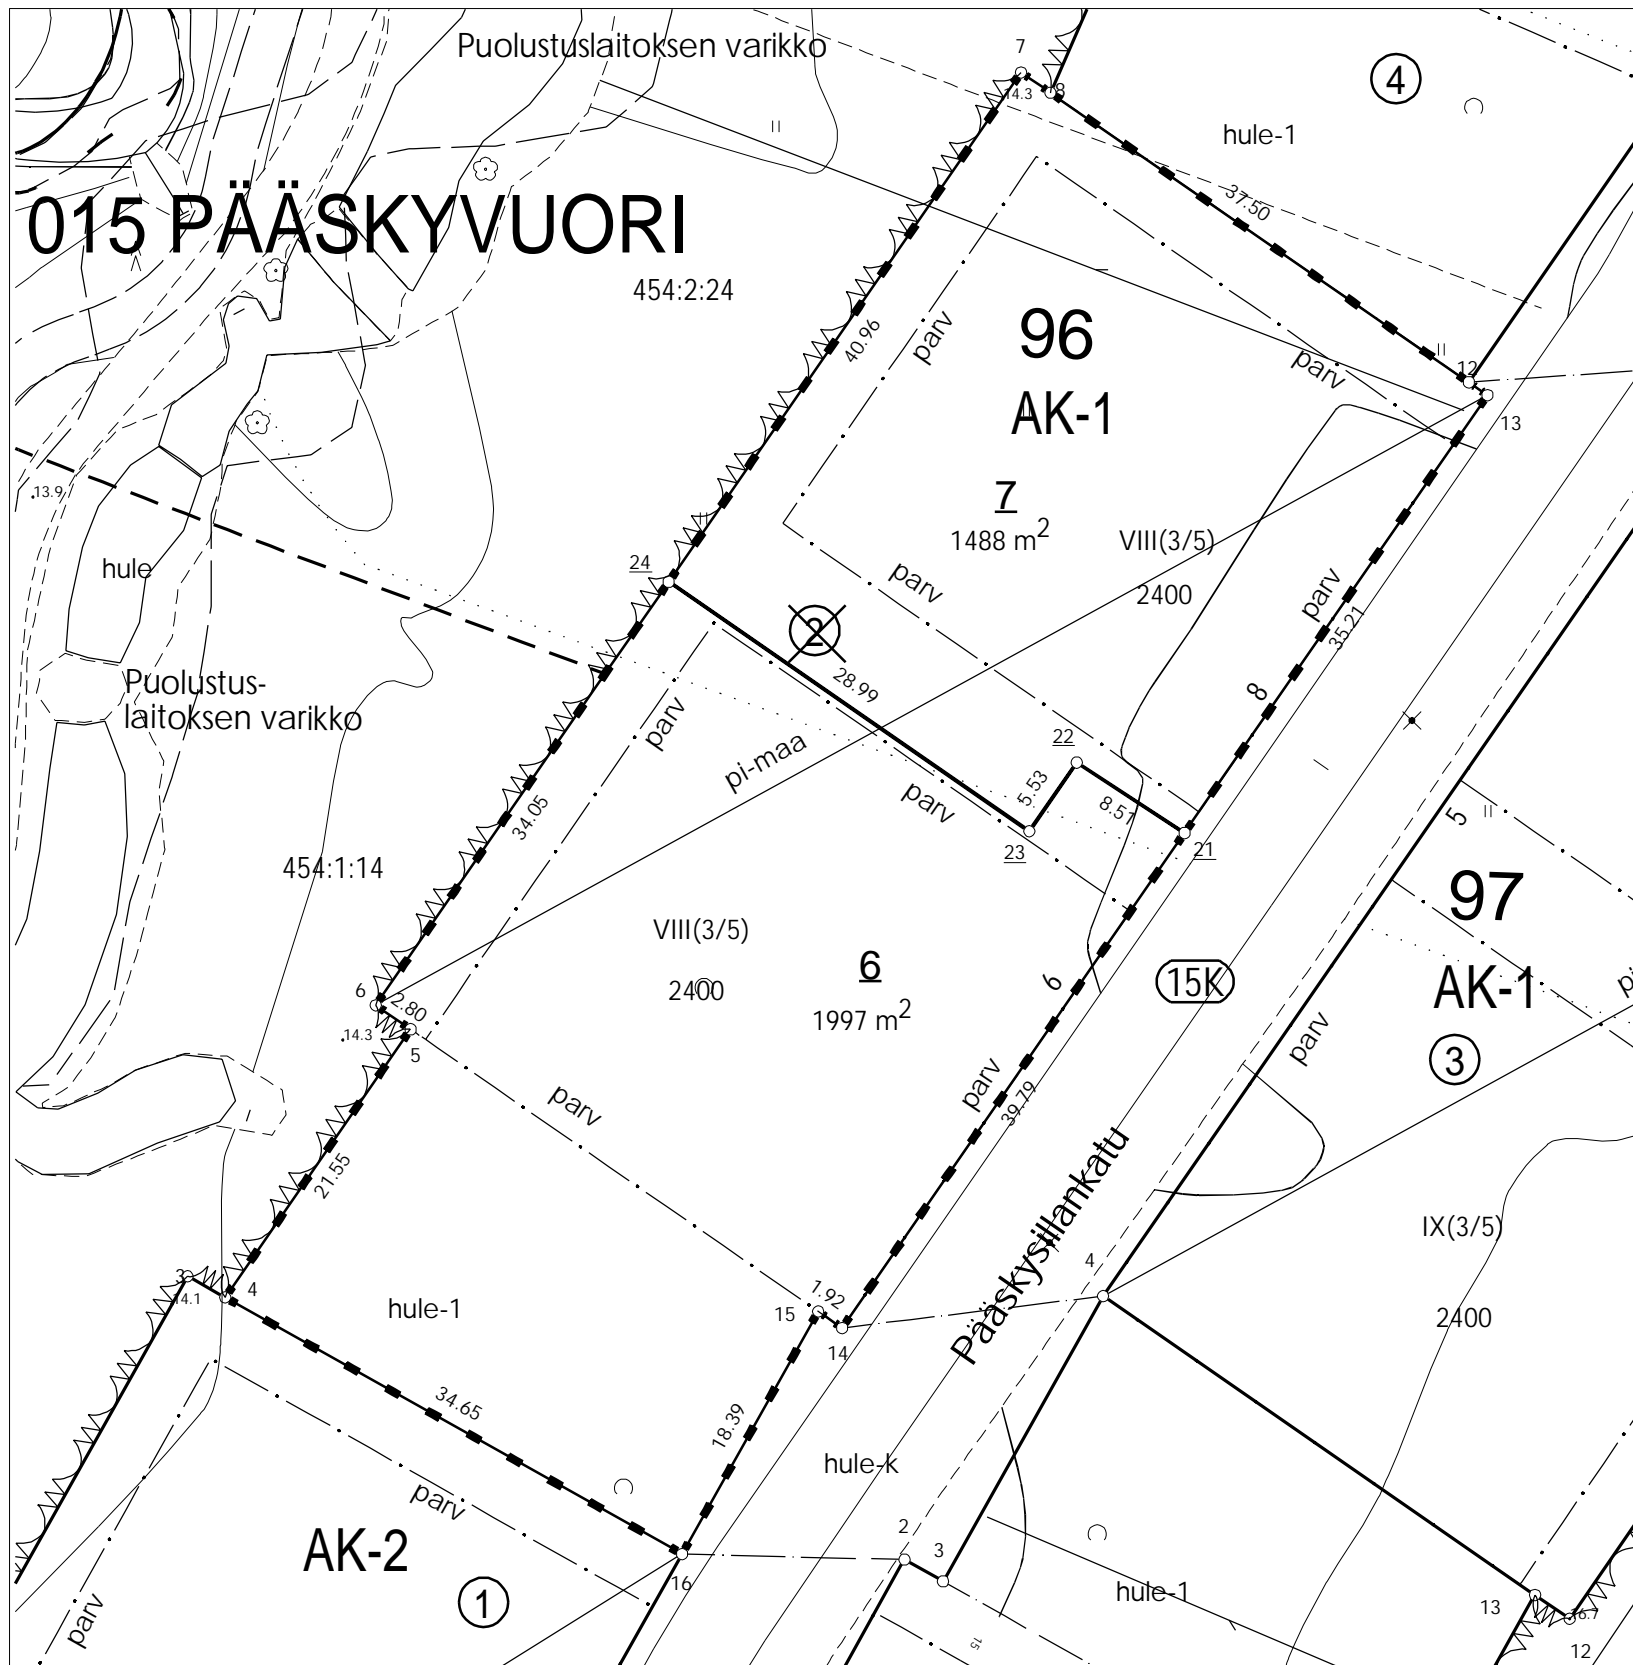 Puolustuslaitoksen varikko
7
14.3
8
4
hule-1
37.50
015 PÄÄSKYVUORI
454:2:24
40.96
parv
96
AK-1
parv
12
13
7
1488 m2
VIII(3/5)
2400
13.9
hule
24
2
28.99
parv
parv
35.21
8
Puolustus-
laitoksen varikko
parv
pi-maa
22
5.53
8.57
parv
23
21
34.05
5
97
454:1:14
AK-1
VIII(3/5)
2400
6
1997 m2
6
15K
3
parv
6
2.80
14.3
5
parv
parv
39.79
21.55
Pääskysillankatu
IX(3/5)
2400
3
14.1
4
hule-1
15
1.92
14
4
34.65
18.39
hule-k
parv
AK-2
1
16
2
3
hule-1
15
13
16.7
12
parv